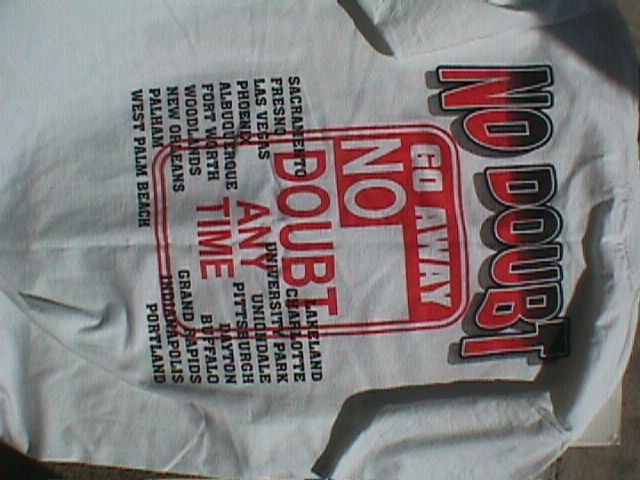 NO DOUBT
GO AWAY
NO
DOUBT
ANY
TIME
SACRAMENTO
FRESNO
LAS VEGAS
PHOENIX
ALBUQUERQUE
FORT WORTH
WOODLANDS
NEW ORLEANS
PALHAM
WEST PALM BEACH
LAKELAND
CHARLOTTE
UNIVERSITY PARK
UNIONDALE
PITTSBURGH
DAYTON
BUFFALO
GRAND RAPIDS
INDIANAPOLIS
PORTLAND